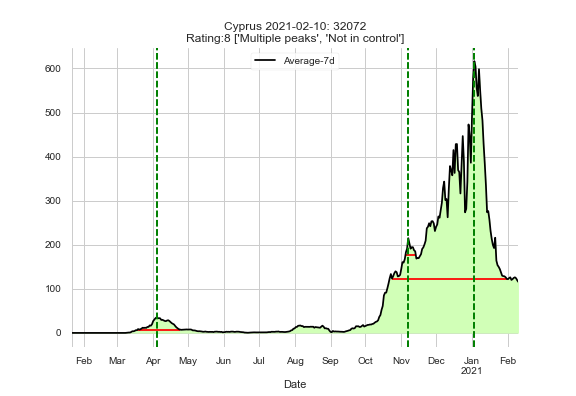 Cyprus 2021-02-10: 32072
Rating:8 ['Multiple peaks', 'Not in control']
Average-7d
600
500
400
300
200
100
0
Feb Mar Apr May Jun Jul Aug Sep Oct Nov Dec Jan Feb
2021
Date